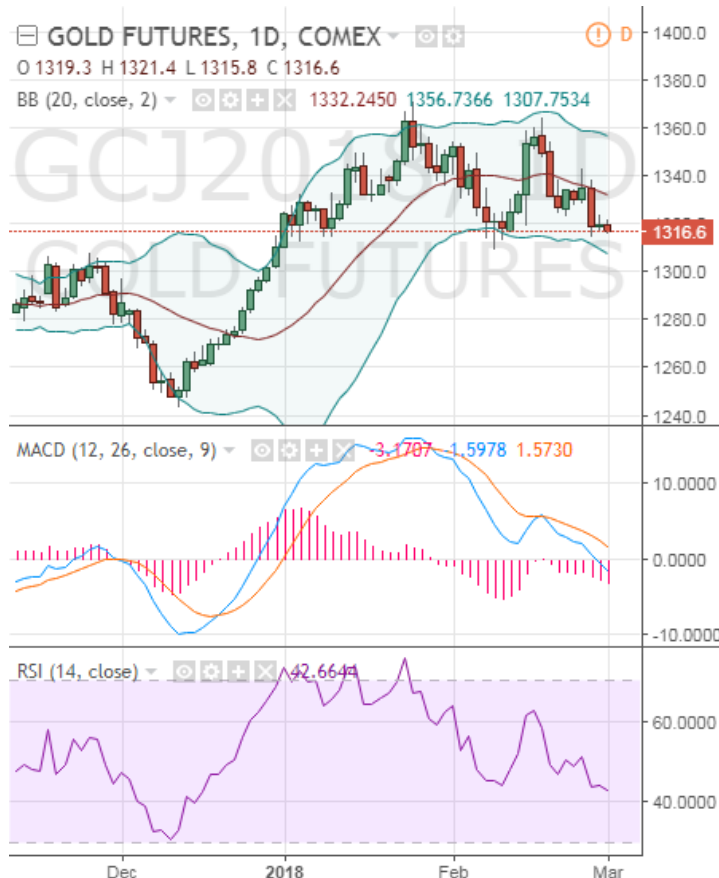 GOLD FUTURES, 1D, COMEX
D
O 1319.3 H 1321.4 L 1315.8 C 1316.6
BB (20, close, 2) 1332.2450 1356.7366 1307.7534
GCJ2018, 1D
GOLD FUTURES
1400.0
1380.0
1360.0
1340.0
1316.6
1300.0
1280.0
1260.0
1240.0
MACD (12, 26, close, 9) -3.1707 -1.5978 1.5730
10.0000
0.0000
-10.0000
RSI (14, close) 42.6644
60.0000
40.0000
Dec 2018 Feb Mar